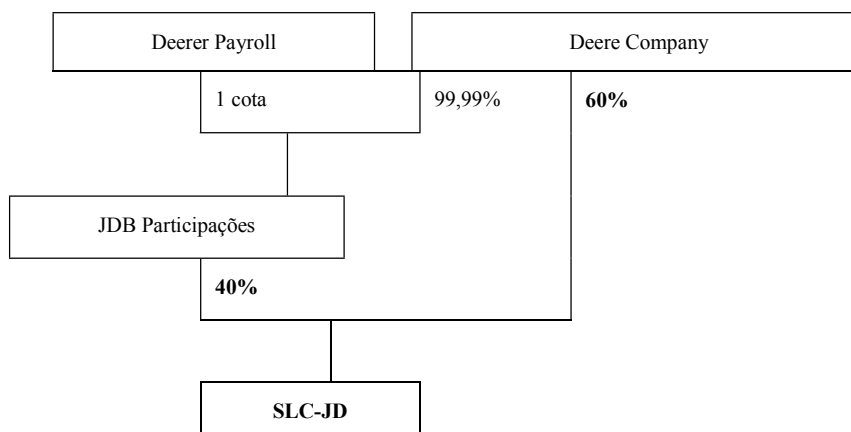 Deerer Payroll
Deere Company
1 cota
99,99%
60%
JDB Participações
40%
SLC-JD